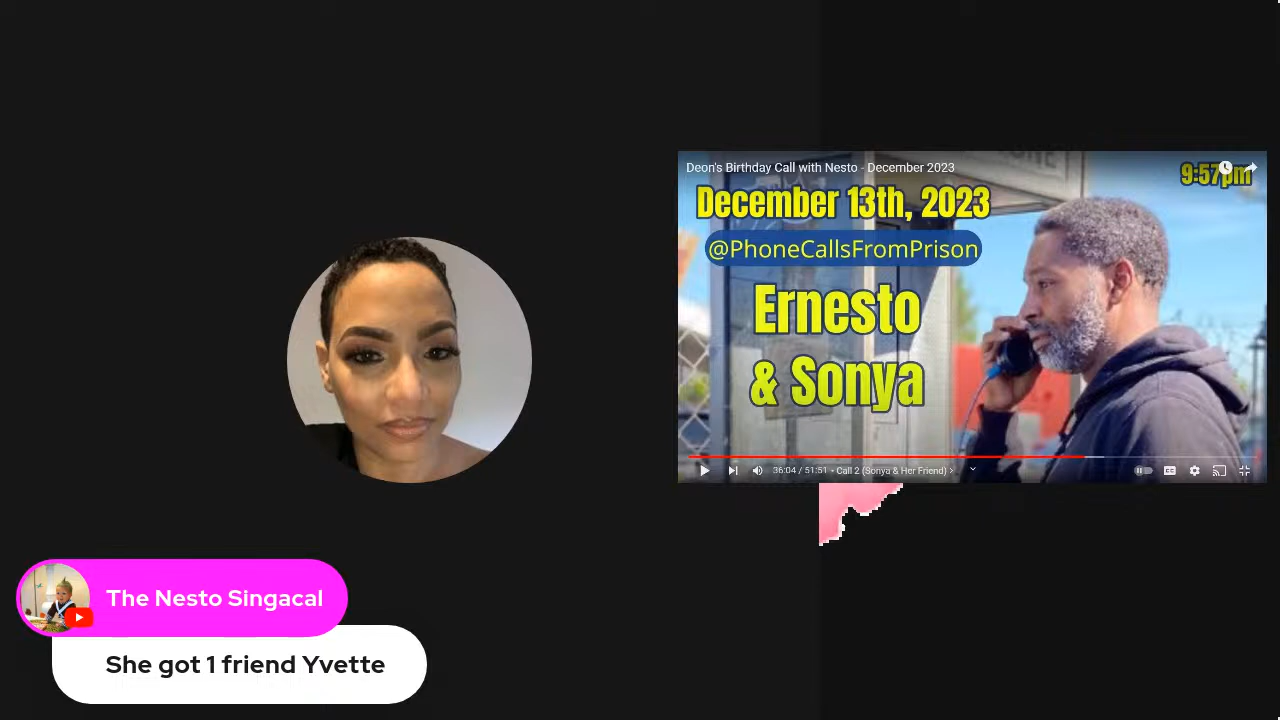 Deon's Birthday Call with Nesto - December 2023
9:57pm
December 13th, 2023
@PhoneCallsFromPrison
Ernesto
& Sonya
36:04 / 51:51 • Call 2 (Sonya & Her Friend) >
CC
The Nesto Singacal
She got 1 friend Yvette